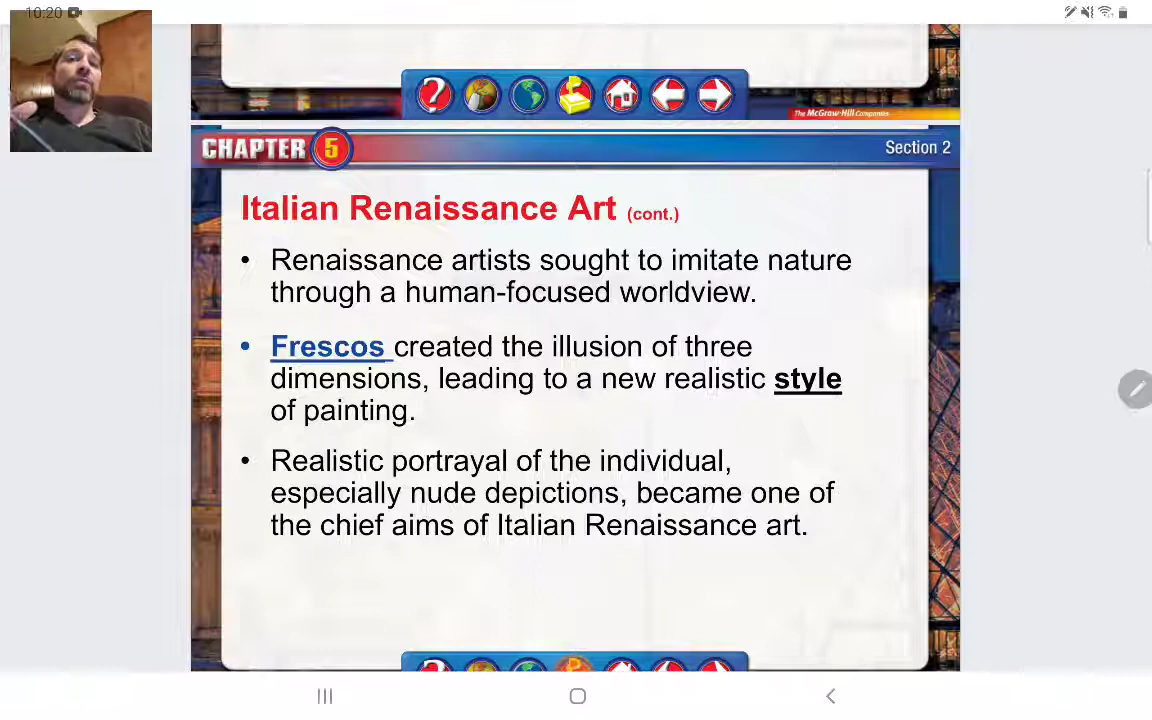 10:20
The McGraw·Hill Companies
CHAPTER 5
Section 2
Italian Renaissance Art (cont.)
• Renaissance artists sought to imitate nature
through a human-focused worldview.
• Frescos created the illusion of three
dimensions, leading to a new realistic style
of painting.
• Realistic portrayal of the individual,
especially nude depictions, became one of
the chief aims of Italian Renaissance art.